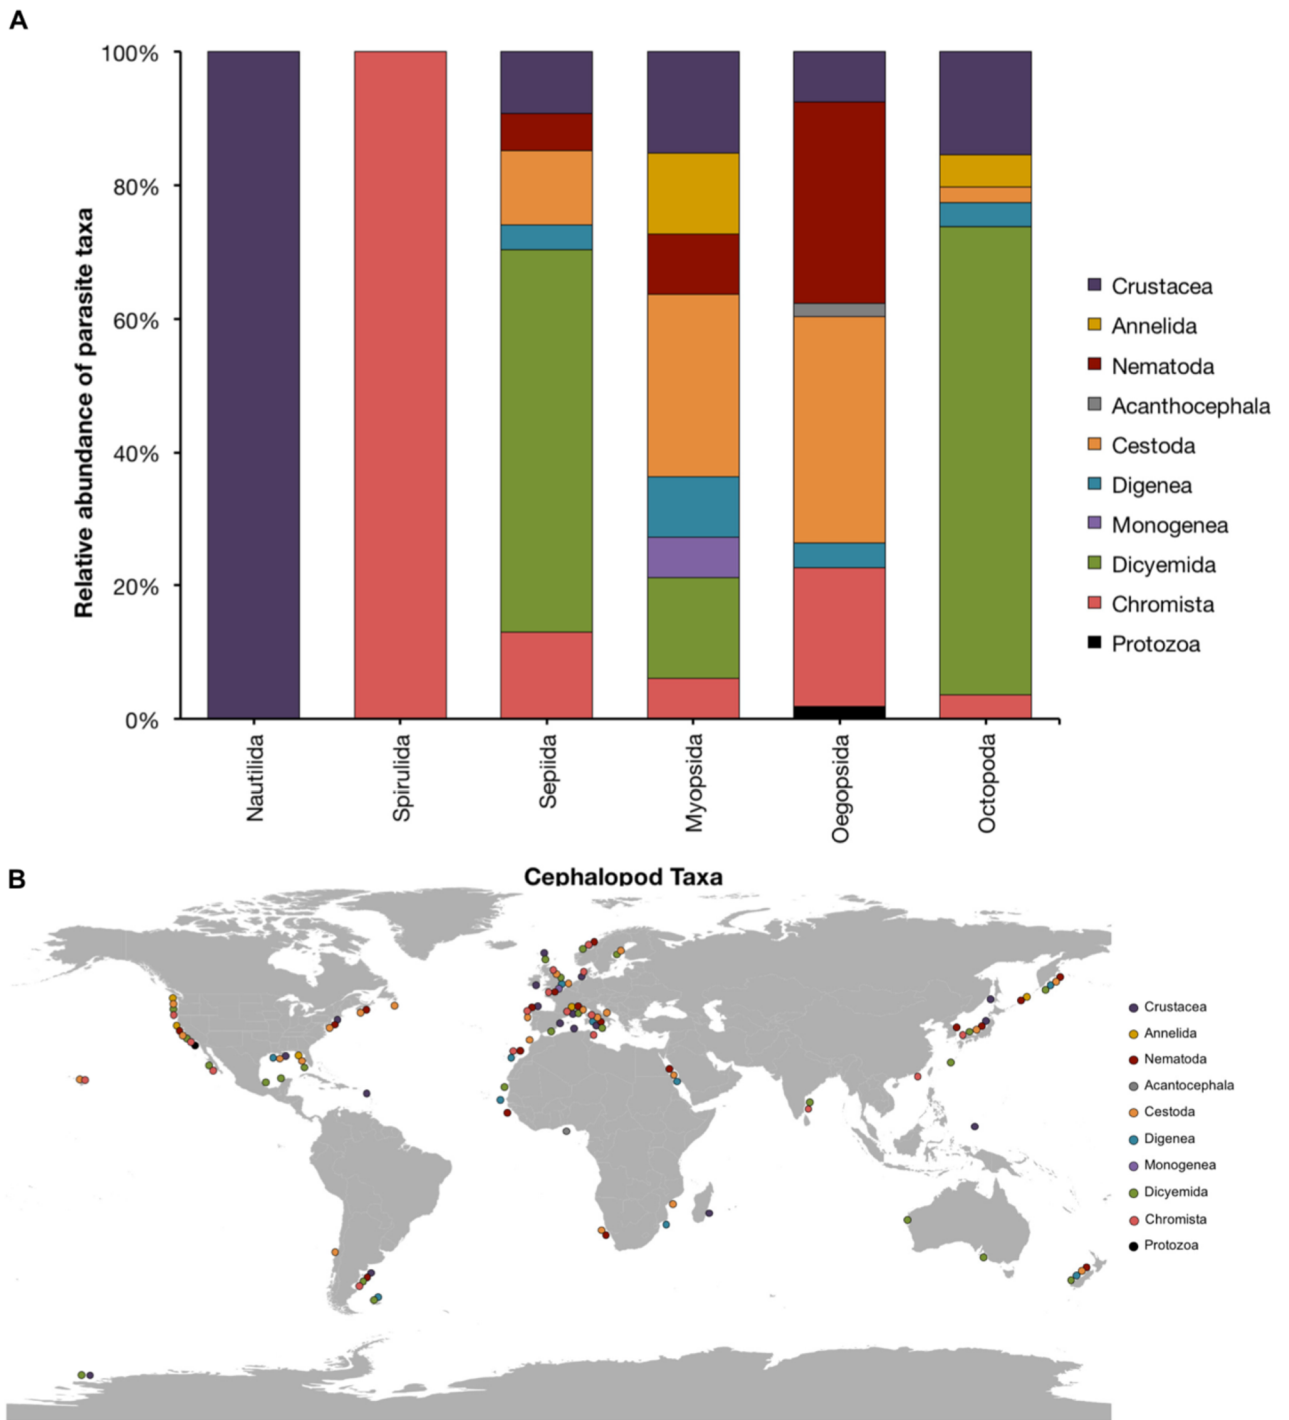 A
Relative abundance of parasite taxa
100%
80%
60%
40%
20%
0%
Nautilida
Spirulida
Sepiida
Myopsida
Oegopsida
Octopoda
Crustacea
Annelida
Nematoda
Acanthocephala
Cestoda
Digenea
Monogenea
Dicyemida
Chromista
Protozoa
Cephalopod Taxa
B
Crustacea
Annelida
Nematoda
Acantocephala
Cestoda
Digenea
Monogenea
Dicyemida
Chromista
Protozoa